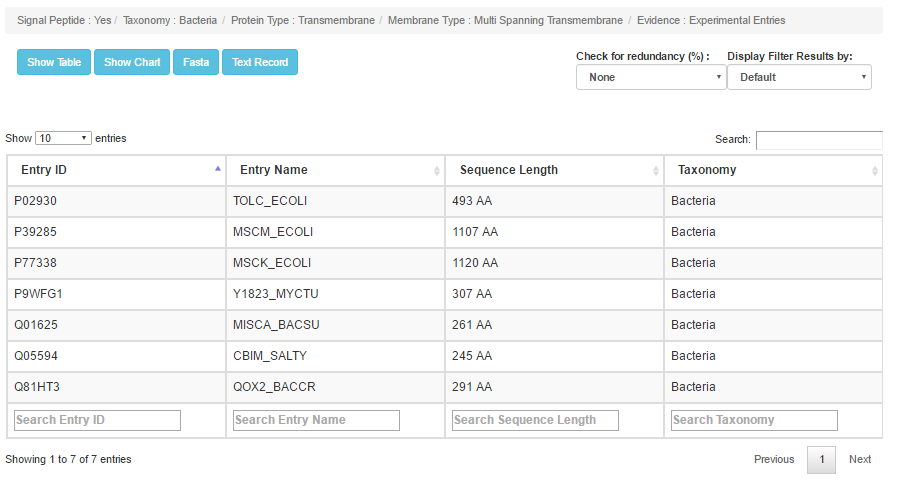 Signal Peptide : Yes / Taxonomy : Bacteria / Protein Type : Transmembrane / Membrane Type : Multi Spanning Transmembrane / Evidence : Experimental Entries
Check for redundancy (%) : Display Filter Results by:
Show Table Show Chart Fasta Text Record
None Default
Show 10 entries Search:
Entry ID Entry Name Sequence Length Taxonomy
P02930 TOLC_ECOLI 493 AA Bacteria
P39285 MSCM_ECOLI 1107 AA Bacteria
P77338 MSCK_ECOLI 1120 AA Bacteria
P9WFG1 Y1823_MYCTU 307 AA Bacteria
Q01625 MISCA_BACSU 261 AA Bacteria
Q05594 CBIM_SALTY 245 AA Bacteria
Q81HT3 QOX2_BACCR 291 AA Bacteria
Search Entry ID Search Entry Name Search Sequence Length Search Taxonomy
Showing 1 to 7 of 7 entries Previous 1 Next